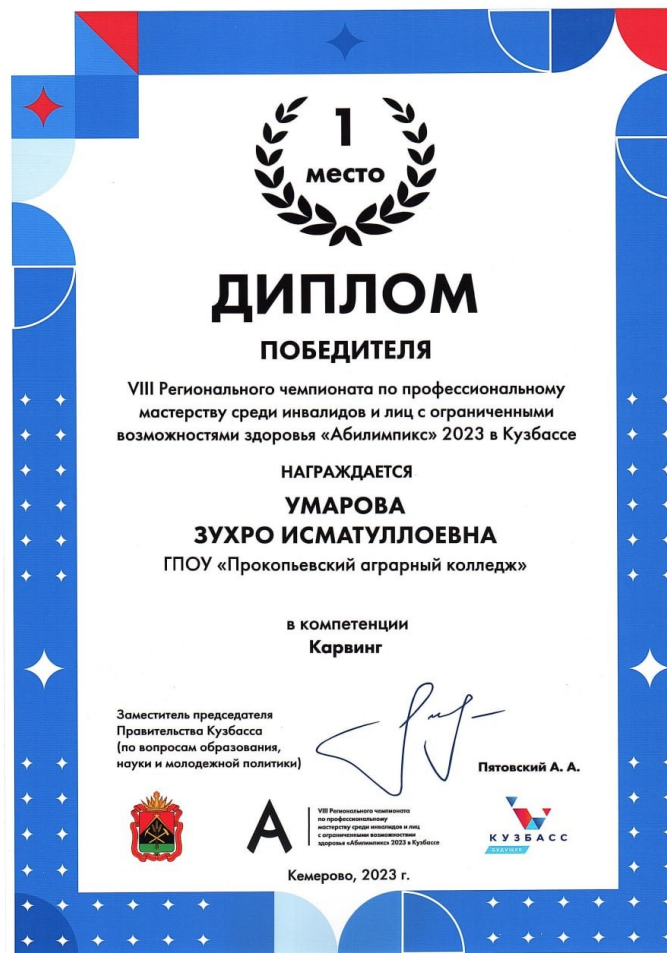 1
место
ДИПЛОМ
ПОБЕДИТЕЛЯ
VIII Регионального чемпионата по профессиональному
мастерству среди инвалидов и лиц с ограниченными
возможностями здоровья «Абилимпикс» 2023 в Кузбассе
НАГРАЖДАЕТСЯ
УМАРОВА
ЗУХРО ИСМАТУЛЛОЕВНА
ГПОУ «Прокопьевский аграрный колледж»
в компетенции
Карвинг
Заместитель председателя
Правительства Кузбасса
(по вопросам образования,
науки и молодежной политики)
Пятовский А. А.
А
VIII Регионального чемпионата
по профессиональному
мастерству среди инвалидов и лиц
с ограниченными возможностями
здоровья «Абилимпикс» 2023 в Кузбассе
КУЗБАСС
БУДУЩЕЕ
Кемерово, 2023 г.